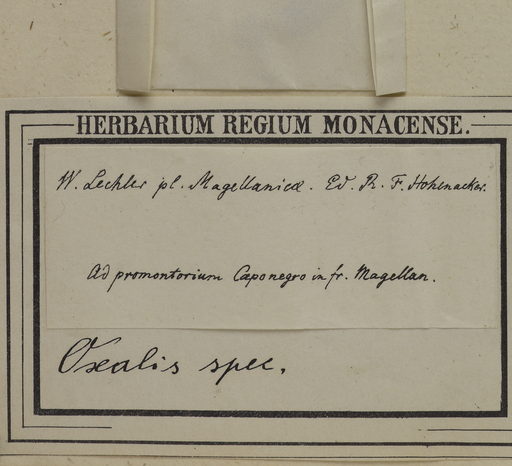 HERBARIUM REGIUM MONACENSE.
W. Lechler pl. Magellanicæ. Ed. R. F. Hohenacker.
Ad promontorium Caponegro in fr. Magellan.
Oxalis spec.